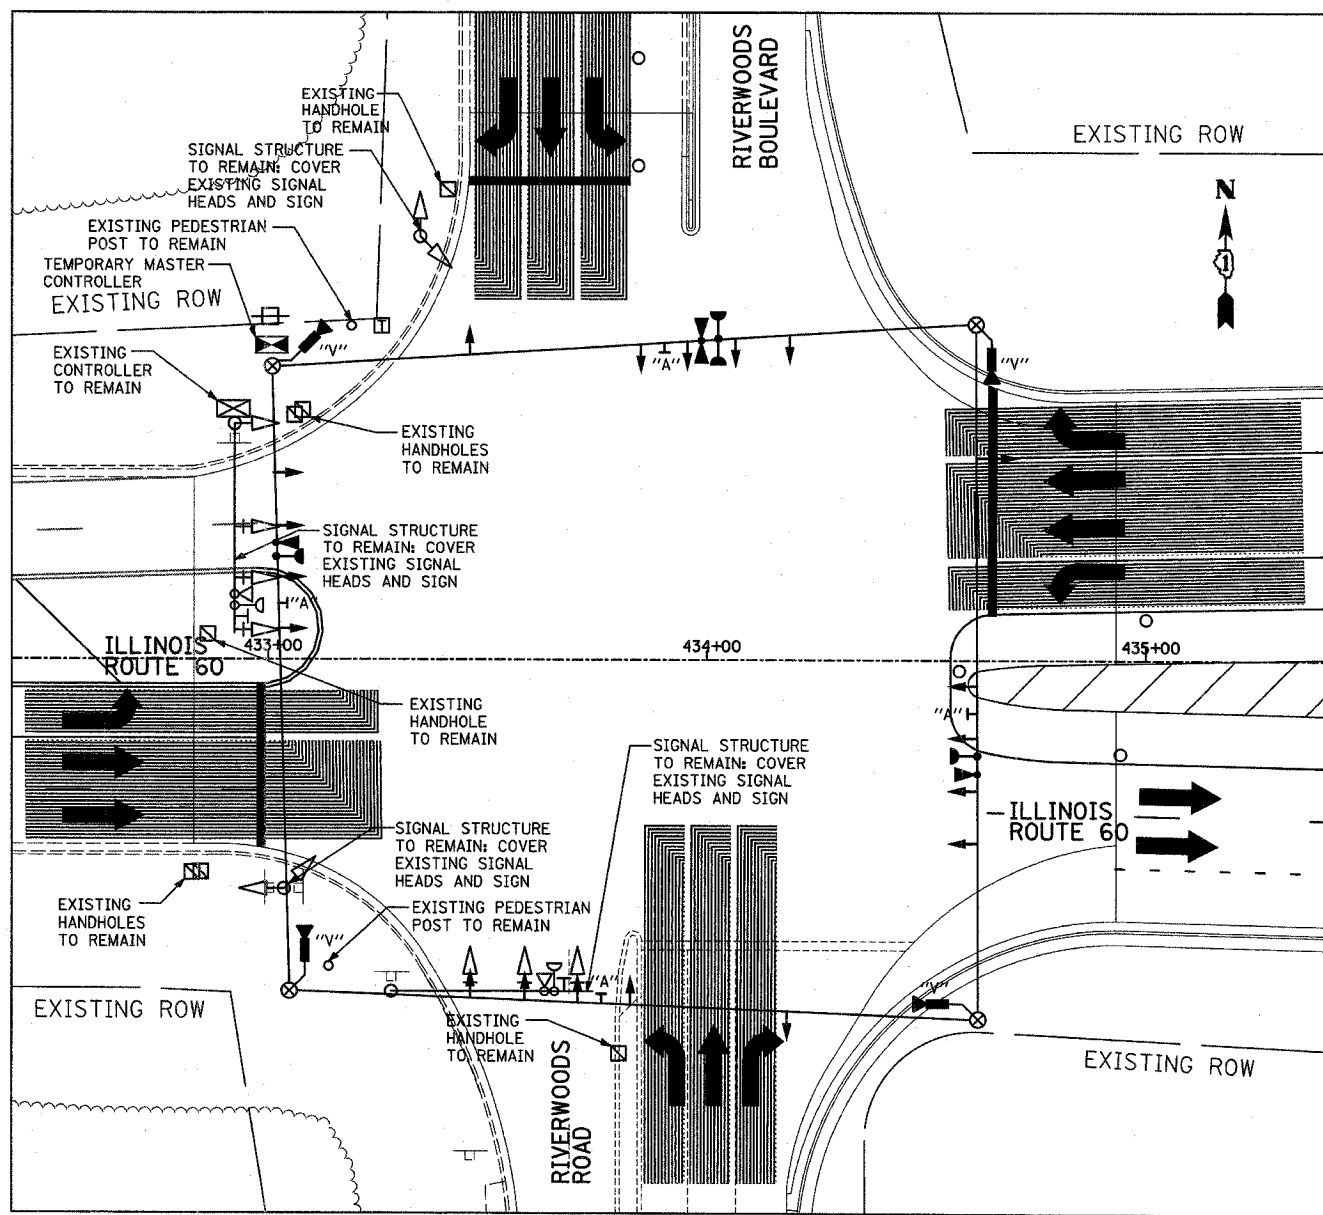 RIVERWOODS
BOULEVARD
EXISTING
HANDHOLE
TO REMAIN
SIGNAL STRUCTURE
TO REMAIN: COVER
EXISTING SIGNAL
HEADS AND SIGN
EXISTING PEDESTRIAN
POST TO REMAIN
TEMPORARY MASTER
CONTROLLER
EXISTING ROW
EXISTING ROW
N
1
T
"V"
"A"
"V"
EXISTING
CONTROLLER
TO REMAIN
EXISTING
HANDHOLES
TO REMAIN
SIGNAL STRUCTURE
TO REMAIN: COVER
EXISTING SIGNAL
HEADS AND SIGN
"A"
ILLINOIS
ROUTE 60
433+00
434+00
435+00
EXISTING
HANDHOLE
TO REMAIN
"A"
SIGNAL STRUCTURE
TO REMAIN: COVER
EXISTING SIGNAL
HEADS AND SIGN
ILLINOIS
ROUTE 60
SIGNAL STRUCTURE
TO REMAIN: COVER
EXISTING SIGNAL
HEADS AND SIGN
EXISTING
HANDHOLES
TO REMAIN
EXISTING PEDESTRIAN
POST TO REMAIN
"V"
"A"
"V"
EXISTING ROW
EXISTING
HANDHOLE
TO REMAIN
RIVERWOODS
ROAD
EXISTING ROW